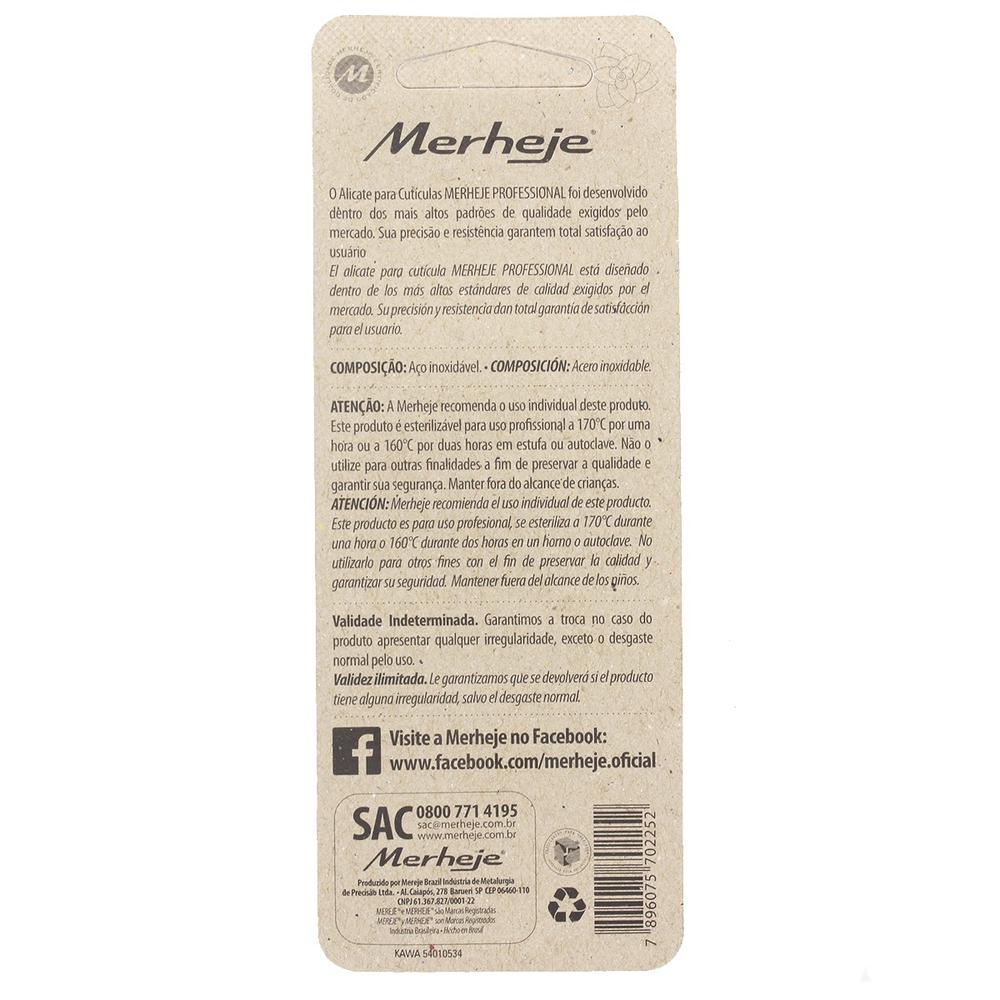 Merheje®
O Alicate para Cutículas MERHEJE PROFESSIONAL foi desenvolvido
dentro dos mais altos padrões de qualidade exigidos pelo
mercado. Sua precisão e resistência garantem total satisfação ao
usuário
El alicate para cutícula MERHEJE PROFESSIONAL está diseñado
dentro de los más altos estándares de calidad exigidos por el
mercado. Su precisión y resistencia dan total garantía de satisfácción
para el usuario.
COMPOSIÇÃO: Aço inoxidável. • COMPOSICIÓN: Acero inoxidable.
ATENÇÃO: A Merheje recomenda o uso individual deste produto.
Este produto é esterilizável para uso profissional a 170°C por uma
hora ou a 160°C por duas horas em estufa ou autoclave. Não o
utilize para outras finalidades a fim de preservar a qualidade e
garantir sua segurança. Manter fora do alcance de crianças.
ATENCIÓN: Merheje recomienda el uso individual de este producto.
Este producto es para uso profesional, se esteriliza a 170°C durante
una hora o 160°C durante dos horas en un horno o autoclave. No
utilizarlo para otros fines con el fin de preservar la calidad y
garantizar su seguridad. Mantener fuera del alcance de los niños.
Validade Indeterminada. Garantimos a troca no caso do
produto apresentar qualquer irregularidade, exceto o desgaste
normal pelo uso.
Validez ilimitada. Le garantizamos que se devolverá si el producto
tiene alguna irregularidad, salvo el desgaste normal.
f Visite a Merheje no Facebook:
www.facebook.com/merheje.oficial
SAC 0800 771 4195
sac@merheje.com.br
www.merheje.com.br
Merheje®
Produzido por Mereje Brazil Indústria de Metalurgia
de Precisão Ltda. • Al. Caiapós, 278 Barueri SP CEP 06460-110
CNPJ 61.367.827/0001-22
MEREJE® e MERHEJE® são Marcas Registradas
MEREJE® y MERHEJE® son Marcas Registradas
Indústria Brasileira • Hecho en Brasil
KAWA 54010534
7 896075 702252